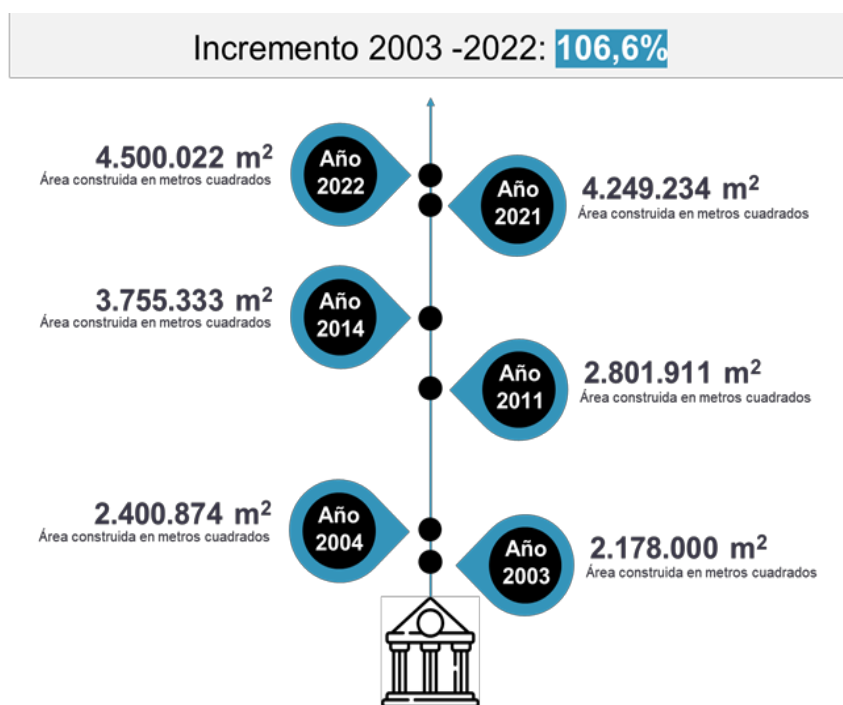 Incremento 2003 -2022: 106,6%
4.500.022 m²
Área construida en metros cuadrados
Año
2022
Año
2021
4.249.234 m²
Área construida en metros cuadrados
3.755.333 m²
Área construida en metros cuadrados
Año
2014
Año
2011
2.801.911 m²
Área construida en metros cuadrados
2.400.874 m²
Área construida en metros cuadrados
Año
2004
Año
2003
2.178.000 m²
Área construida en metros cuadrados